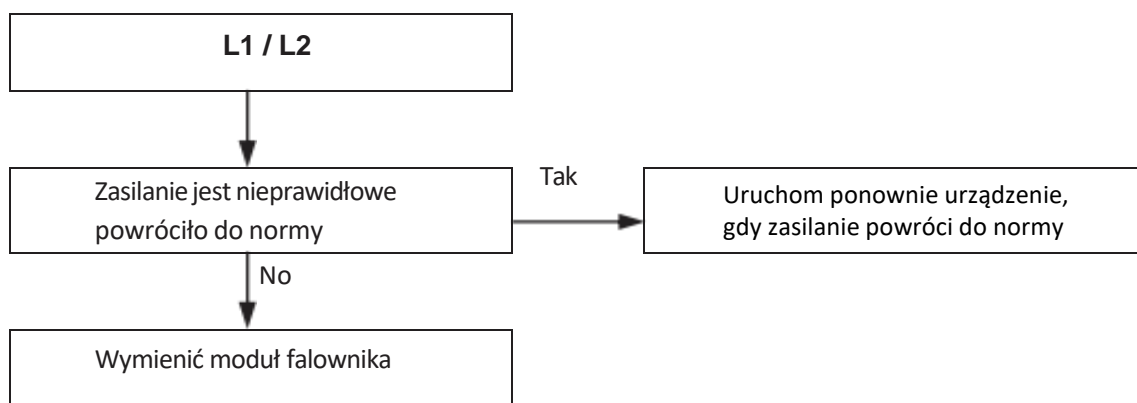 L1 / L2
Zasilanie jest nieprawidłowe
powróciło do normy
Tak
Uruchom ponownie urządzenie,
gdy zasilanie powróci do normy
No
Wymienić moduł falownika